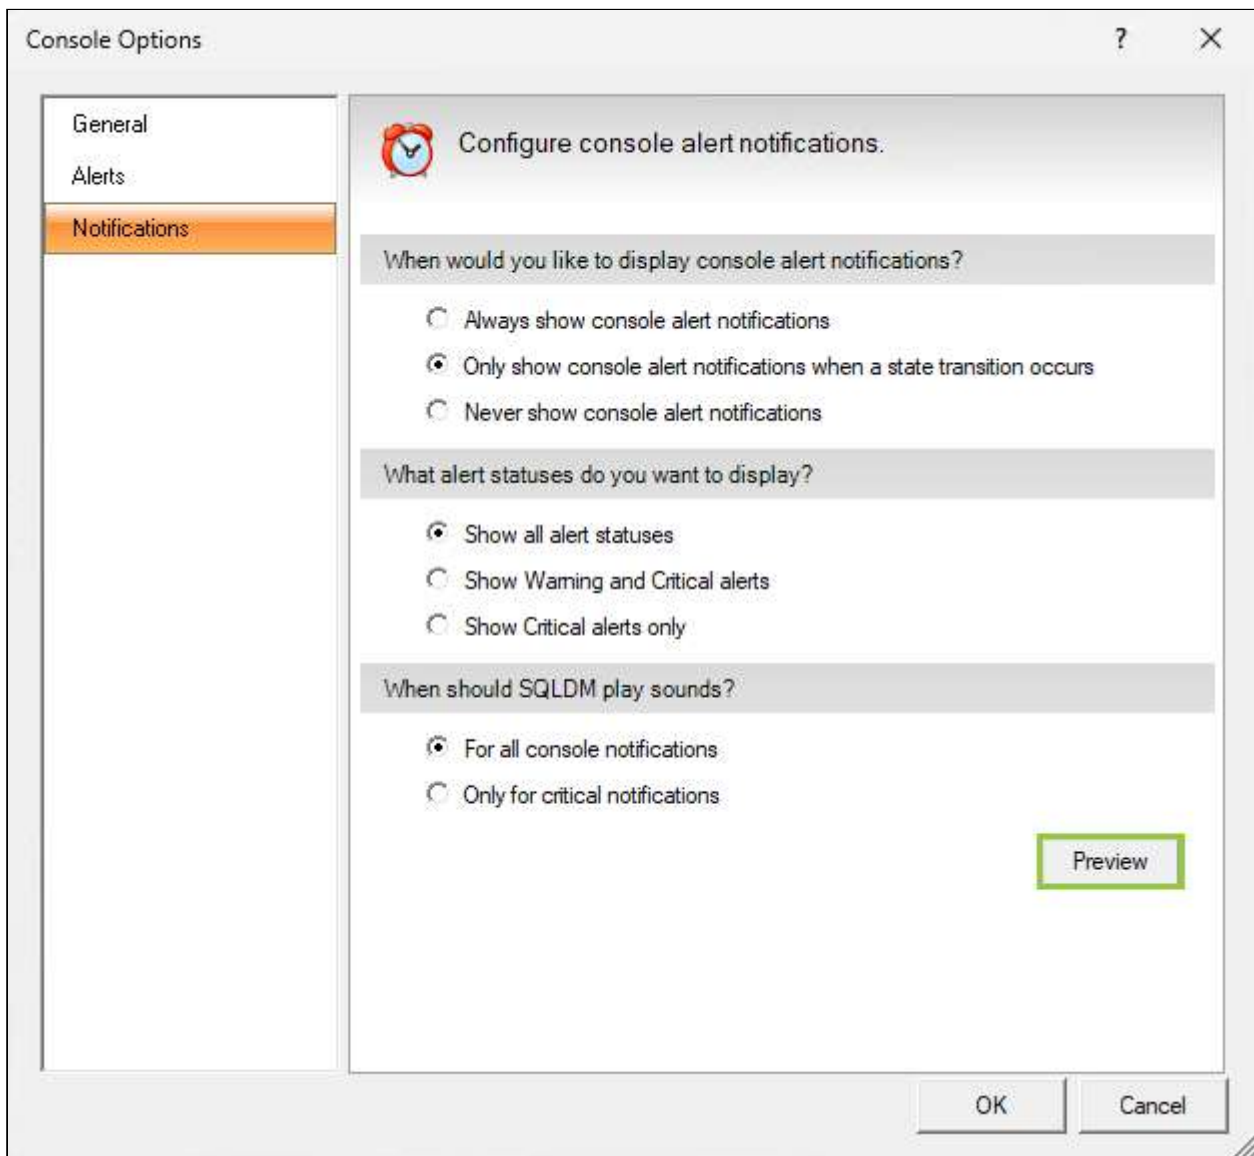 Console Options
?
General
Alerts
Notifications
Configure console alert notifications.
When would you like to display console alert notifications?
Always show console alert notifications
Only show console alert notifications when a state transition occurs
Never show console alert notifications
What alert statuses do you want to display?
Show all alert statuses
Show Warning and Critical alerts
Show Critical alerts only
When should SQLDM play sounds?
For all console notifications
Only for critical notifications
Preview
OK
Cancel